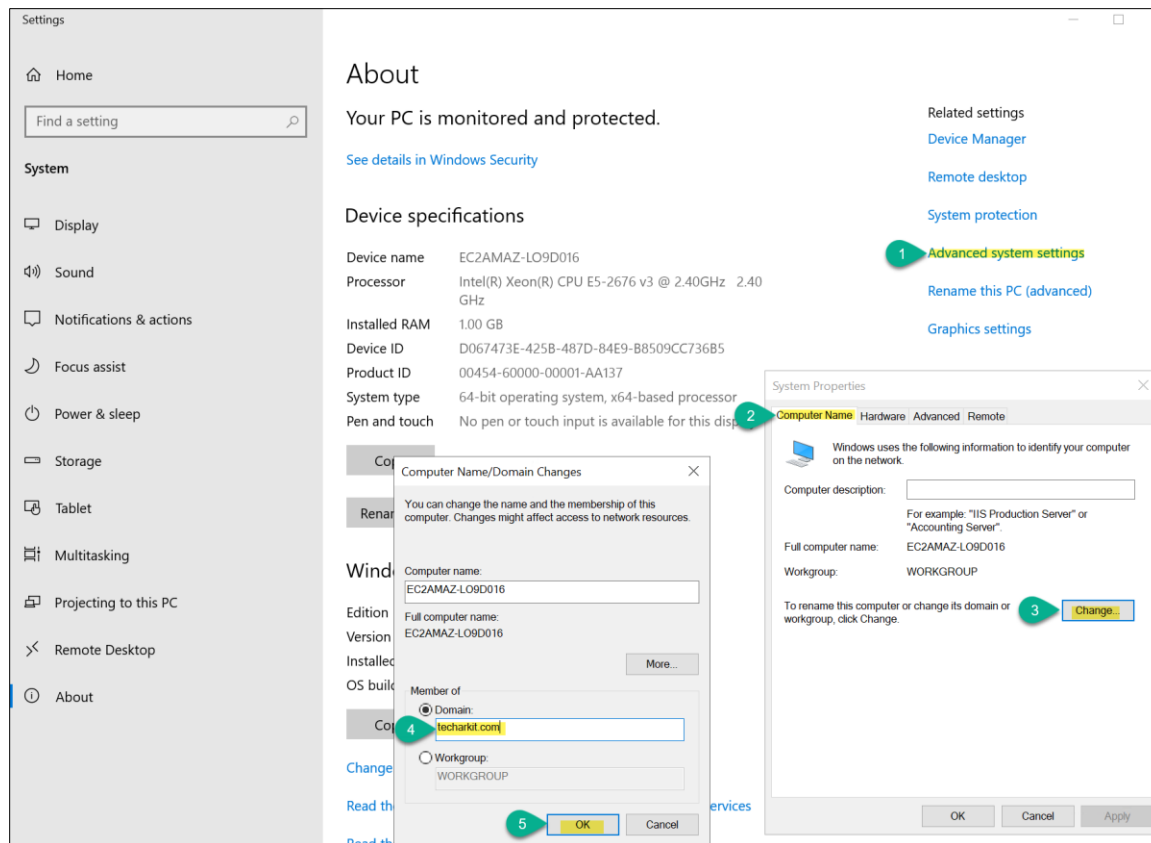 Settings
Home
Find a setting
System
Display
Sound
Notifications & actions
Focus assist
Power & sleep
Storage
Tablet
Multitasking
Projecting to this PC
Remote Desktop
About
About
Your PC is monitored and protected.
See details in Windows Security
Device specifications
Device name EC2AMAZ-LO9D016
Processor Intel(R) Xeon(R) CPU E5-2676 v3 @ 2.40GHz 2.40
GHz
Installed RAM 1.00 GB
Device ID D067473E-425B-487D-84E9-B8509CC736B5
Product ID 00454-60000-00001-AA137
System type 64-bit operating system, x64-based processor
Pen and touch No pen or touch input is available for this disp
Cop
Renar
Wind
Edition
Version
Installed
OS build
Cop
Change
Read th ervices
Read th
Related settings
Device Manager
Remote desktop
System protection
1 Advanced system settings
Rename this PC (advanced)
Graphics settings
System Properties
2 Computer Name Hardware Advanced Remote
Windows uses the following information to identify your computer
on the network.
Computer description:
For example: "IIS Production Server" or
"Accounting Server".
Full computer name: EC2AMAZ-LO9D016
Workgroup: WORKGROUP
To rename this computer or change its domain or
workgroup, click Change.
3 Change...
OK Cancel Apply
Computer Name/Domain Changes
You can change the name and the membership of this
computer. Changes might affect access to network resources.
Computer name:
EC2AMAZ-LO9D016
Full computer name:
EC2AMAZ-LO9D016
More...
Member of
Domain:
4 techarkit.com
Workgroup:
WORKGROUP
5 OK Cancel